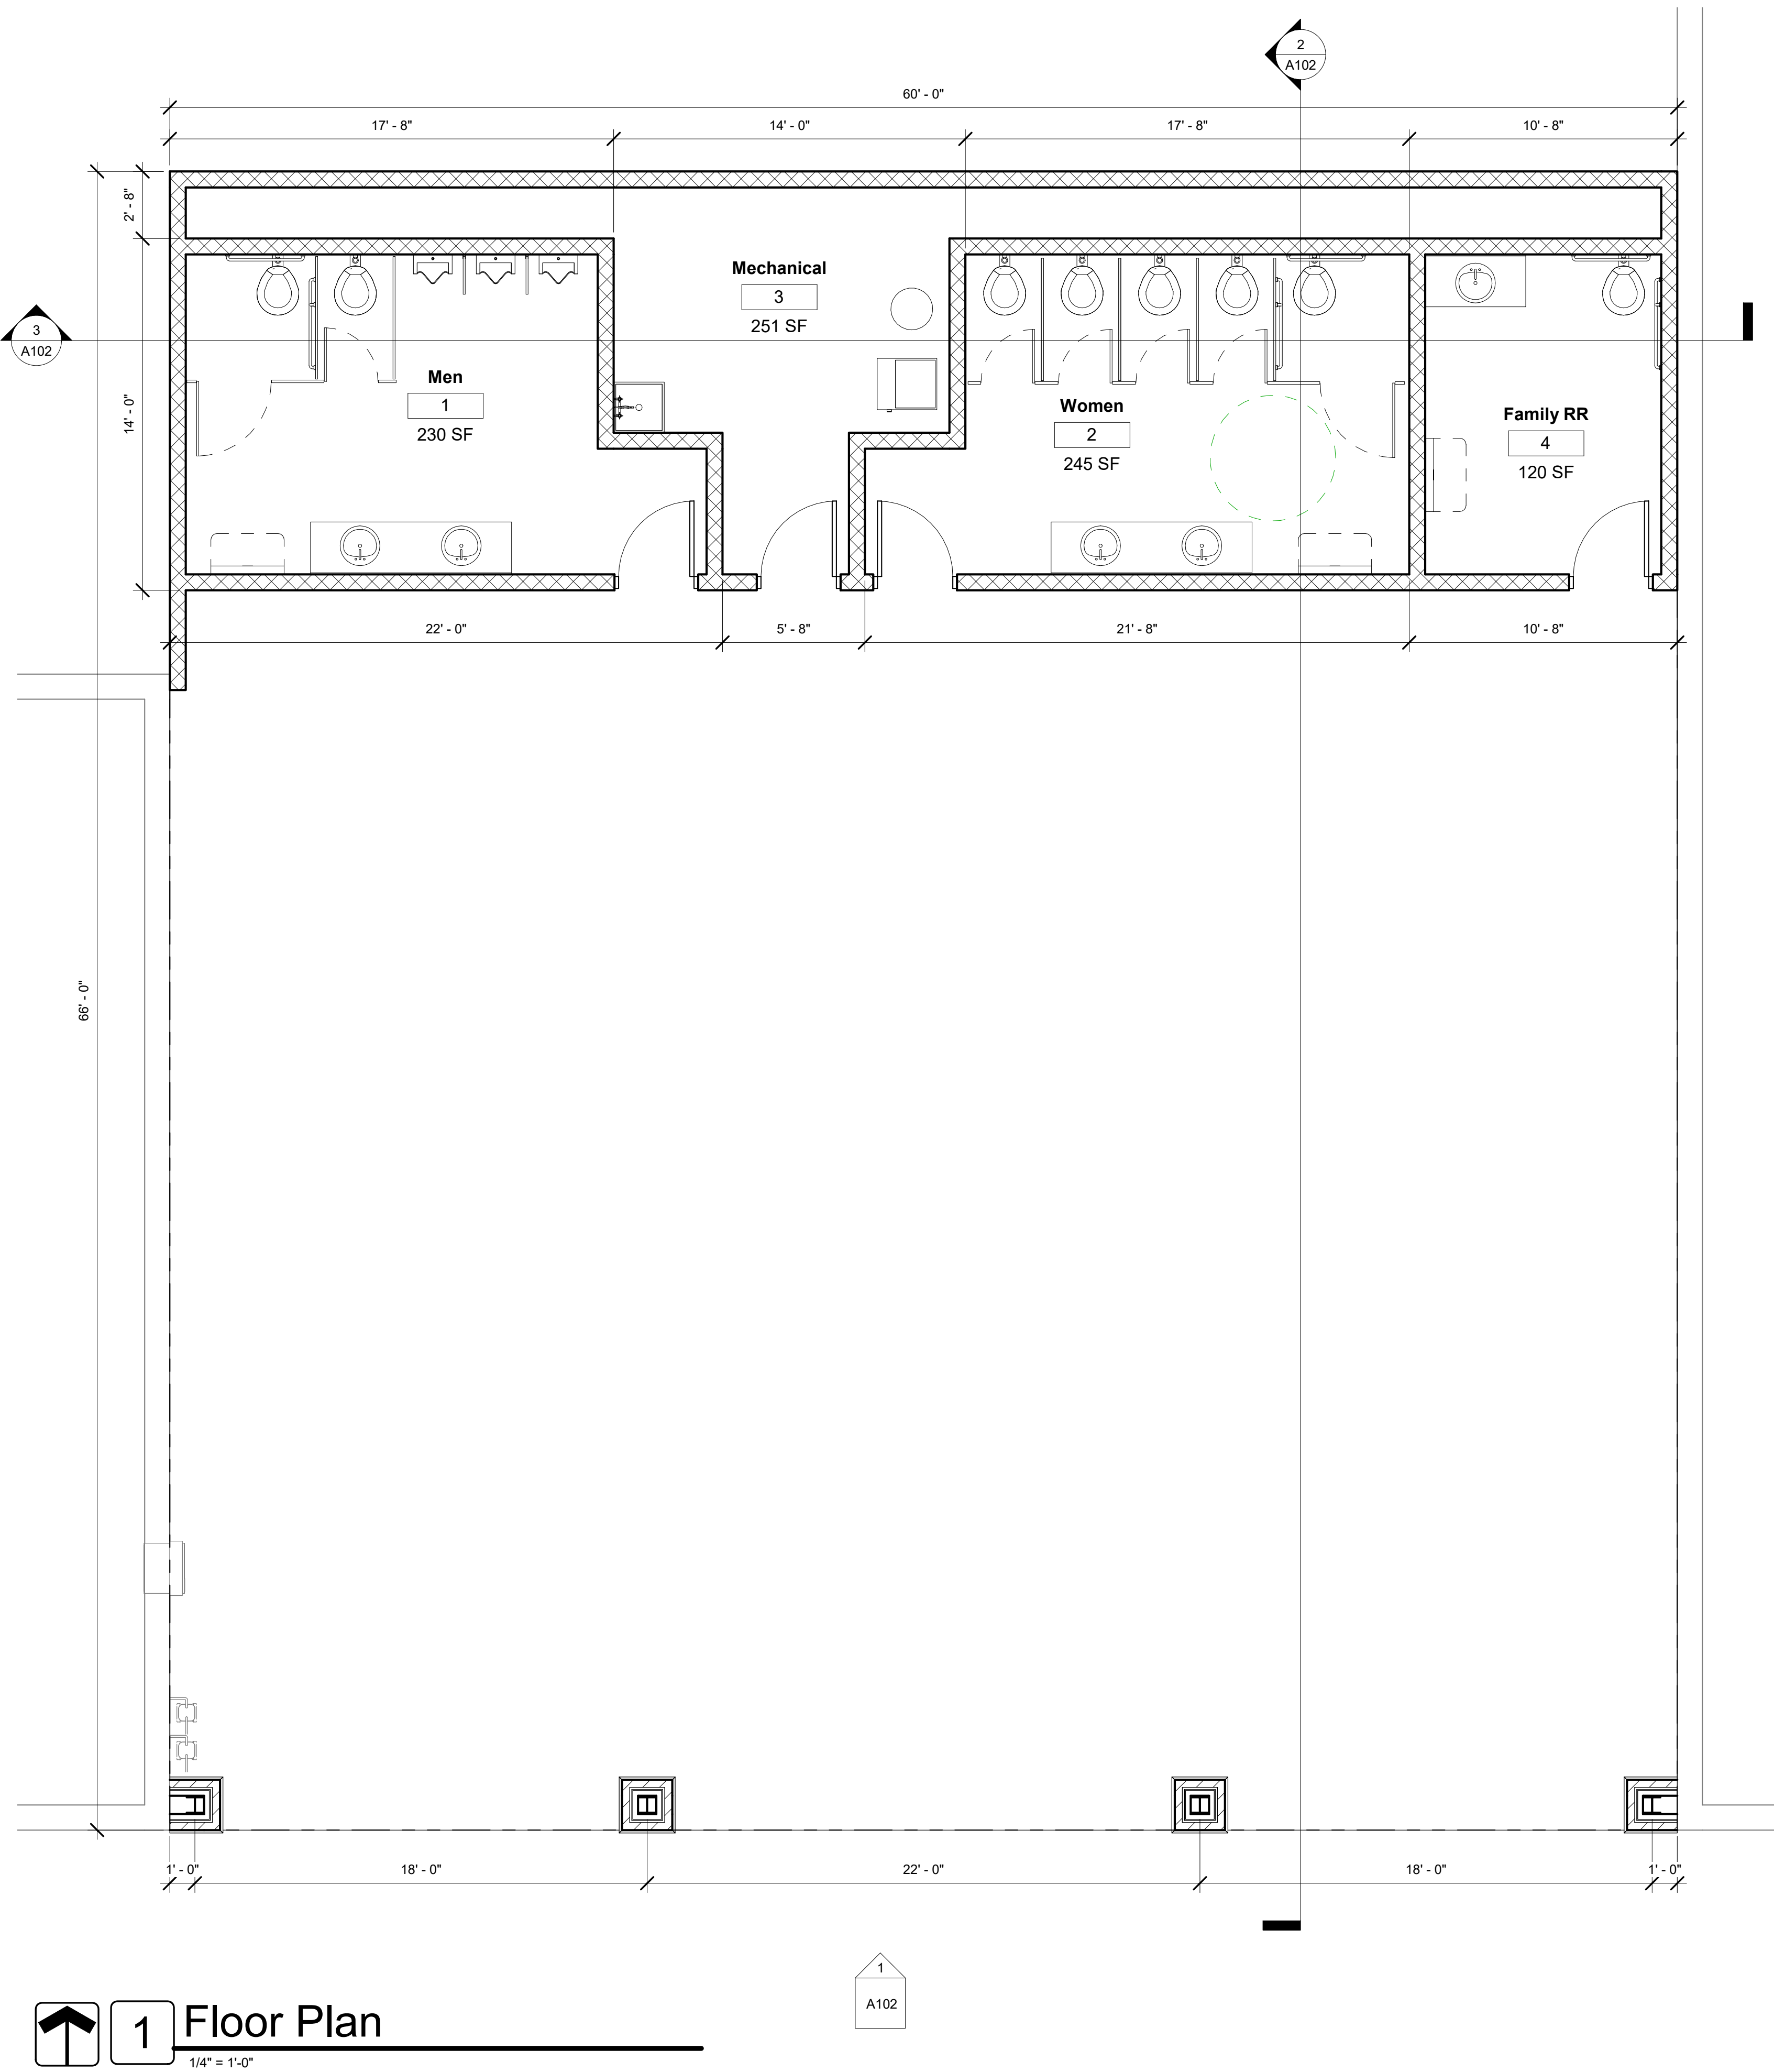 2
A102
60' - 0"
17' - 8"
14' - 0"
17' - 8"
10' - 8"
2' - 8"
Mechanical
3
251 SF
3
A102
Men
1
230 SF
14' - 0"
Women
2
245 SF
Family RR
4
120 SF
22' - 0"
5' - 8"
21' - 8"
10' - 8"
66' - 0"
1' - 0"
18' - 0"
22' - 0"
18' - 0"
1' - 0"
1
A102
1
Floor Plan
1/4" = 1'-0"